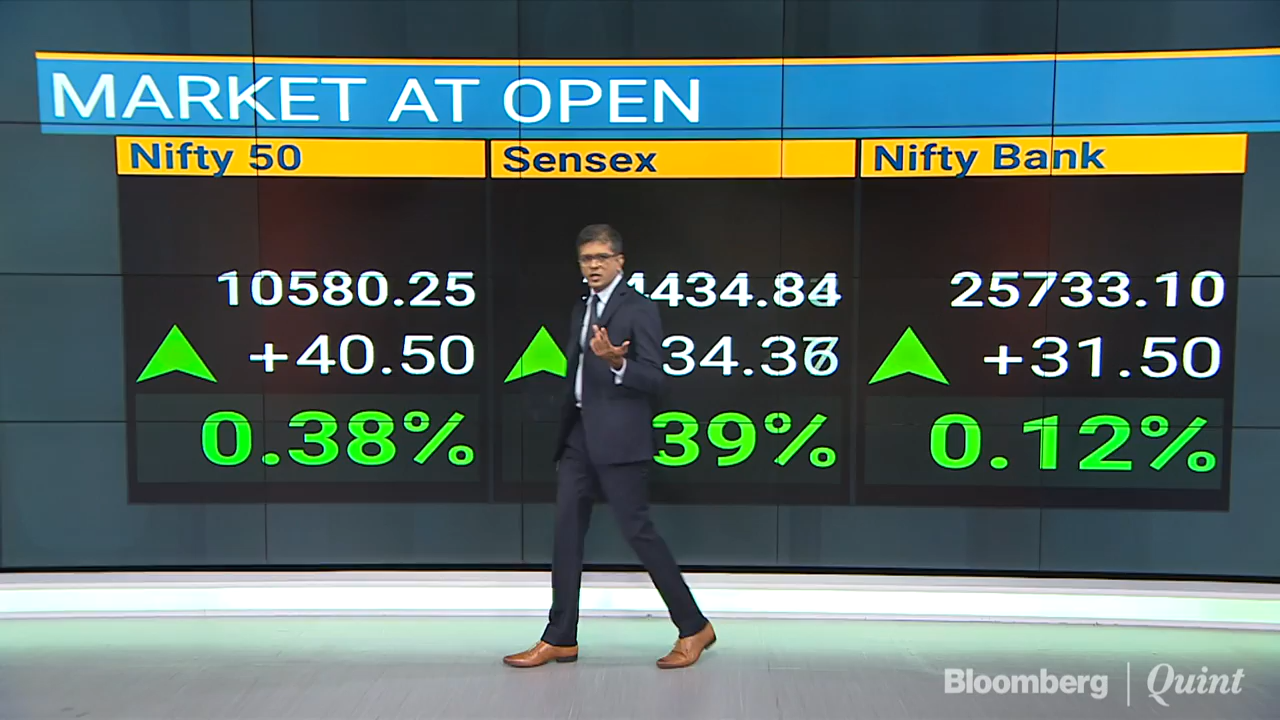 MARKET AT OPEN
Nifty 50
Sensex
Nifty Bank
10580.25
25733.10
+40.50
+31.50
0.38%
39%
0.12%
Bloomberg | Quint